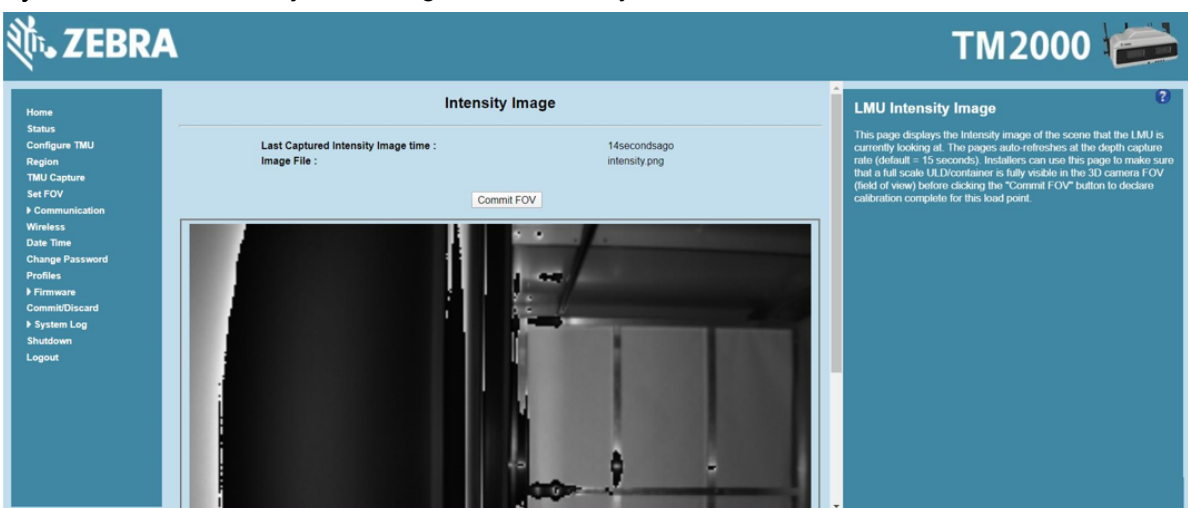 ZEBRA
TM2000
Home
Status
Configure TMU
Region
TMU Capture
Set FOV
Communication
Wireless
Date Time
Change Password
Profiles
Firmware
Commit/Discard
System Log
Shutdown
Logout
Intensity Image
Last Captured Intensity Image time : 14secondsago
Image File : intensity.png
Commit FOV
LMU Intensity Image
?
This page displays the Intensity image of the scene that the LMU is
currently looking at. The pages auto-refreshes at the depth capture
rate (default = 15 seconds). Installers can use this page to make sure
that a full scale ULD/container is fully visible in the 3D camera FOV
(field of view) before clicking the "Commit FOV" button to declare
calibration complete for this load point.